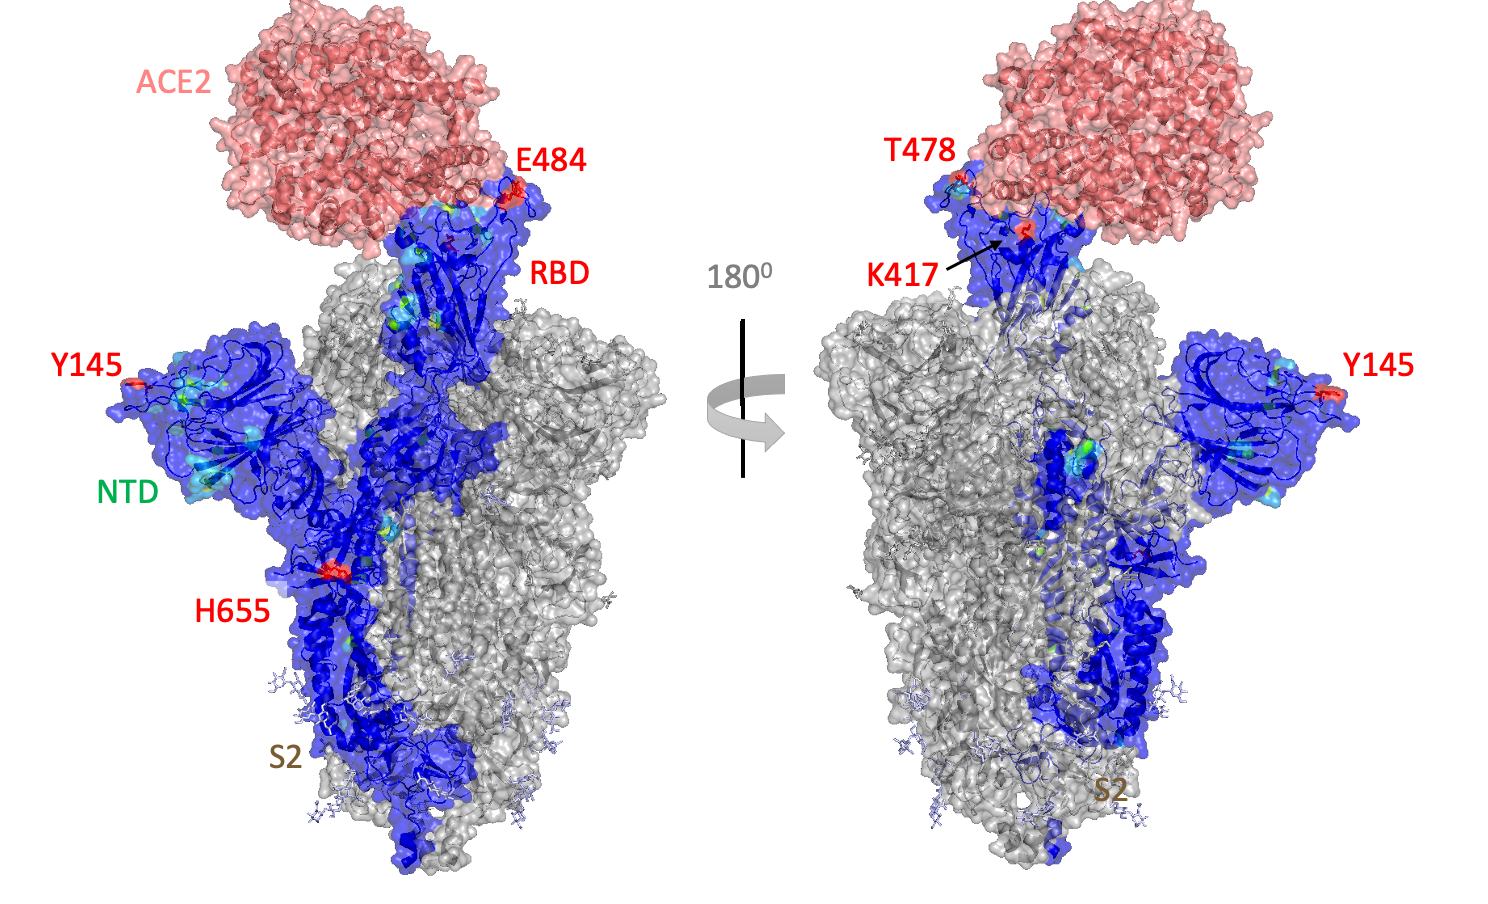 ACE2
E484
RBD
Y145
NTD
H655
S2
180⁰
T478
K417
Y145
S2